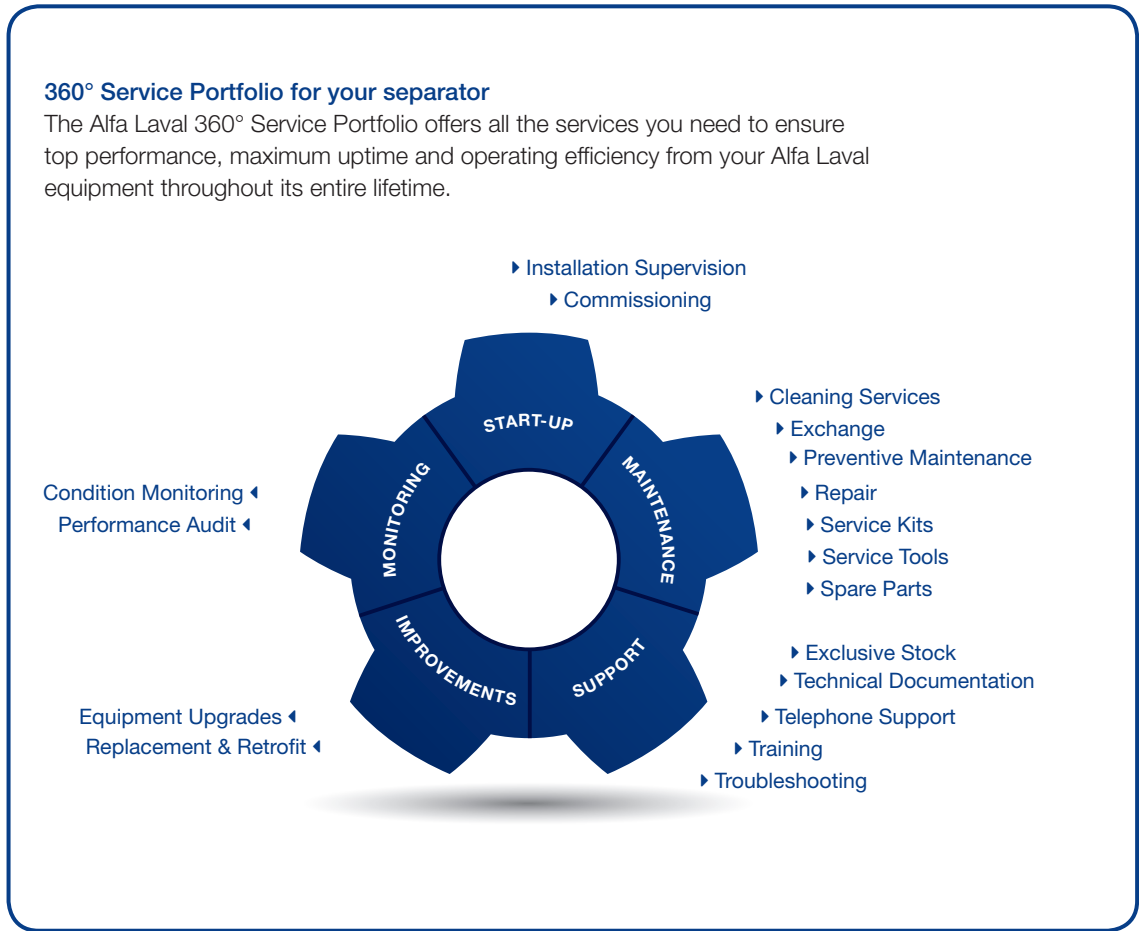 360° Service Portfolio for your separator
The Alfa Laval 360° Service Portfolio offers all the services you need to ensure
top performance, maximum uptime and operating efficiency from your Alfa Laval
equipment throughout its entire lifetime.
Installation Supervision
Commissioning
START-UP
Cleaning Services
Exchange
Preventive Maintenance
Repair
Service Kits
Service Tools
Spare Parts
MAINTENANCE
Exclusive Stock
Technical Documentation
Telephone Support
Training
Troubleshooting
SUPPORT
IMPROVEMENTS
Equipment Upgrades
Replacement & Retrofit
MONITORING
Condition Monitoring
Performance Audit